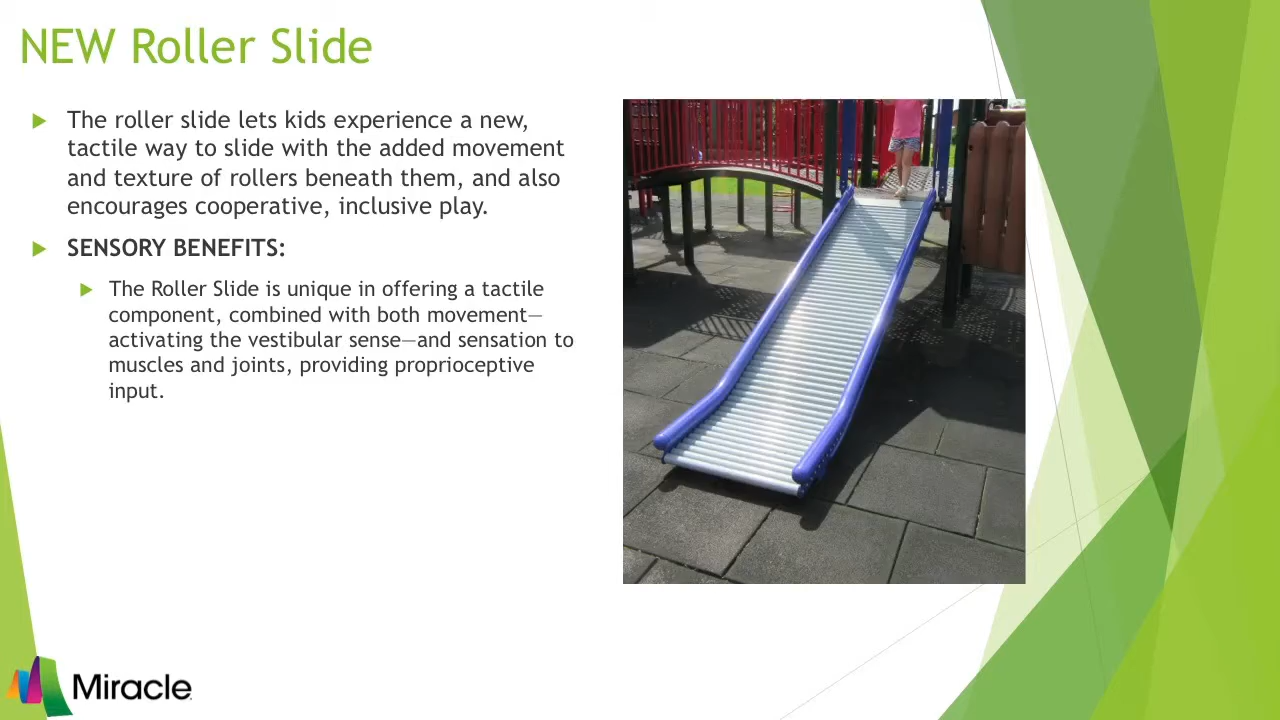 NEW Roller Slide
The roller slide lets kids experience a new,
tactile way to slide with the added movement
and texture of rollers beneath them, and also
encourages cooperative, inclusive play.
SENSORY BENEFITS:
The Roller Slide is unique in offering a tactile
component, combined with both movement—
activating the vestibular sense—and sensation to
muscles and joints, providing proprioceptive
input.
Miracle